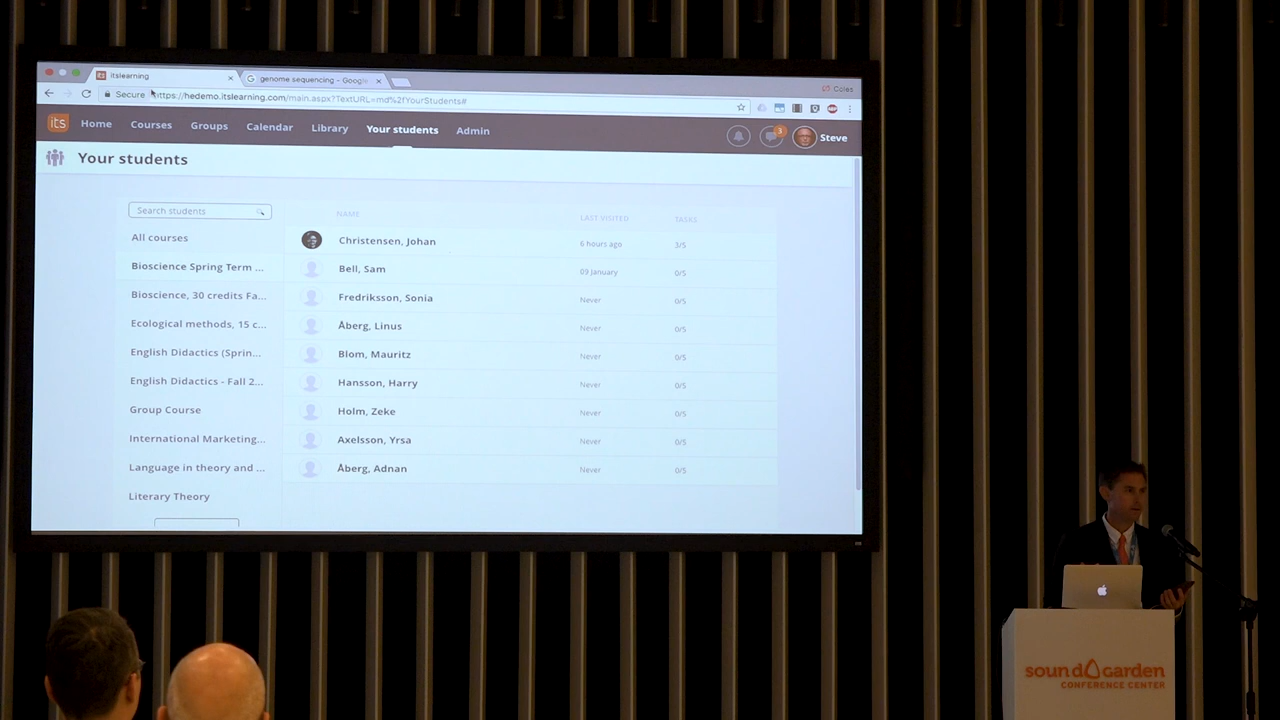 itslearning
genome sequencing - Google
Coles
Secure https://hedemo.itslearning.com/main.aspx?TextURL=md%2fYourStudents#
its Home Courses Groups Calendar Library Your students Admin 3 Steve
Your students
Search students
All courses
Bioscience Spring Term ...
Bioscience, 30 credits Fa...
Ecological methods, 15 c...
English Didactics (Sprin...
English Didactics - Fall 2...
Group Course
International Marketing...
Language in theory and ...
Literary Theory
NAME LAST VISITED TASKS
Christensen, Johan 6 hours ago 3/5
Bell, Sam 09 January 0/5
Fredriksson, Sonia Never 0/5
Åberg, Linus Never 0/5
Blom, Mauritz Never 0/5
Hansson, Harry Never 0/5
Holm, Zeke Never 0/5
Axelsson, Yrsa Never 0/5
Åberg, Adnan Never 0/5
sound garden
CONFERENCE CENTER